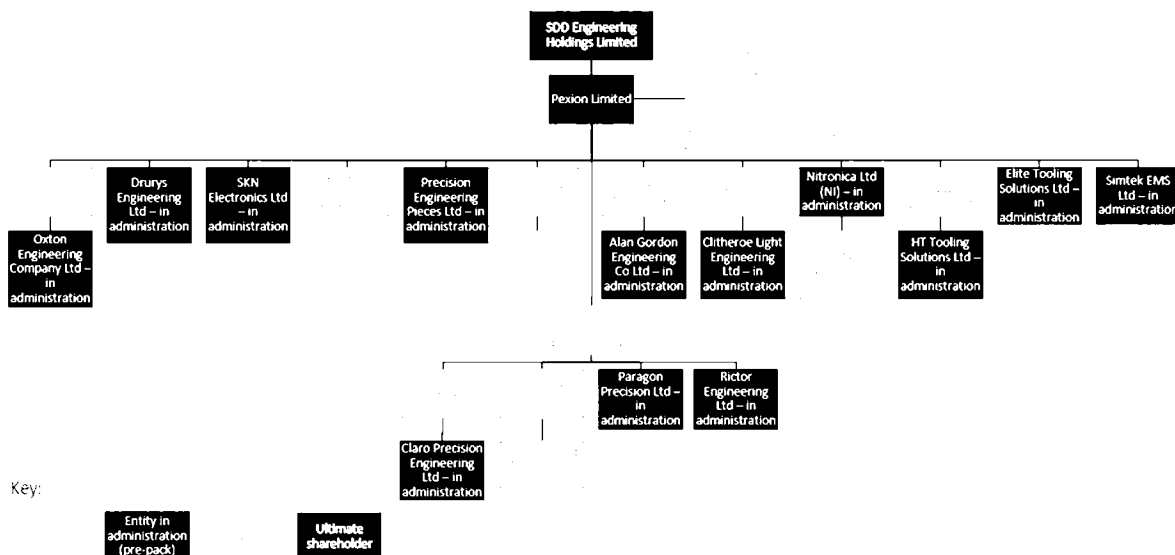 SDD Engineering
Holdings Limited
Pexion Limited
Oxton
Engineering
Company Ltd –
in
administration
Drurys
Engineering
Ltd – in
administration
SKN
Electronics Ltd
– in
administration
Precision
Engineering
Pieces Ltd – in
administration
Alan Gordon
Engineering
Co Ltd – in
administration
Clitheroe Light
Engineering
Ltd – in
administration
Nitronica Ltd
(NI) – in
administration
HT Tooling
Solutions Ltd –
in
administration
Elite Tooling
Solutions Ltd –
in
administration
Simtek EMS
Ltd – in
administration
Claro Precision
Engineering
Ltd – in
administration
Paragon
Precision Ltd –
in
administration
Rictor
Engineering
Ltd – in
administration
Key:
Entity in
administration
(pre-pack)
Ultimate
shareholder